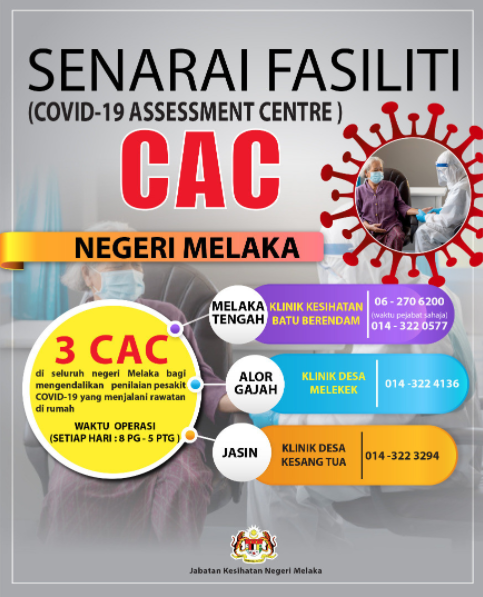 SENARAI FASILITI
(COVID-19 ASSESSMENT CENTRE )
CAC
NEGERI MELAKA
3 CAC
di seluruh negeri Melaka bagi
mengendalikan penilaian pesakit
COVID-19 yang menjalani rawatan
di rumah
WAKTU OPERASI
(SETIAP HARI : 8 PG - 5 PTG )
MELAKA
TENGAH
KLINIK KESIHATAN
BATU BERENDAM
06 - 270 6200
(waktu pejabat sahaja)
014 - 322 0577
ALOR
GAJAH
KLINIK DESA
MELEKEK
014 -322 4136
JASIN
KLINIK DESA
KESANG TUA
014 -322 3294
Jabatan Kesihatan Negeri Melaka